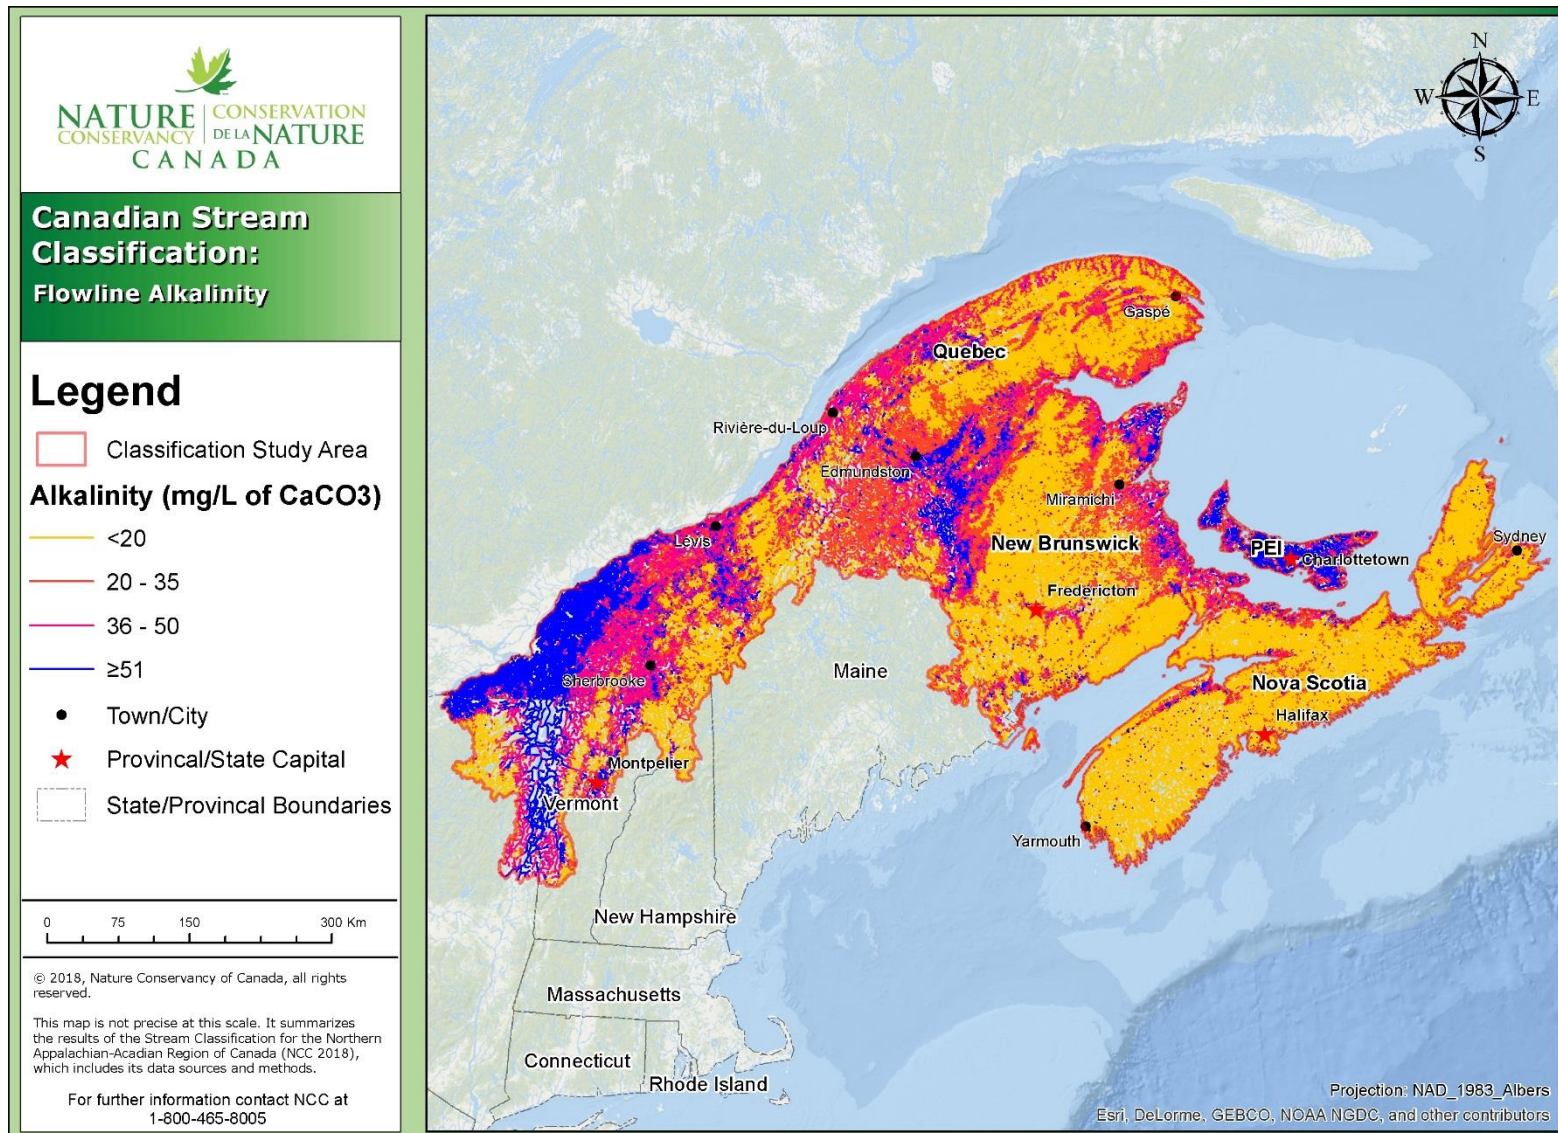 NATURE
CONSERVANCY
CONSERVATION
DE LA NATURE
CANADA
Canadian Stream
Classification:
Flowline Alkalinity
Legend
Classification Study Area
Alkalinity (mg/L of CaCO3)
<20
20 - 35
36 - 50
≥51
Town/City
Provincal/State Capital
State/Provincal Boundaries
0 75 150 300 Km
© 2018, Nature Conservancy of Canada, all rights
reserved.
This map is not precise at this scale. It summarizes
the results of the Stream Classification for the Northern
Appalachian-Acadian Region of Canada (NCC 2018),
which includes its data sources and methods.
For further information contact NCC at
1-800-465-8005
N
W E
S
Gaspé
Quebec
Rivière-du-Loup
Edmundston
Miramichi
Lévis
New Brunswick
PEI
Charlottetown
Sydney
Fredericton
Sherbrooke
Maine
Nova Scotia
Halifax
Montpelier
Vermont
Yarmouth
New Hampshire
Massachusetts
Connecticut
Rhode Island
Projection: NAD_1983_Albers
Esri, DeLorme, GEBCO, NOAA NGDC, and other contributors